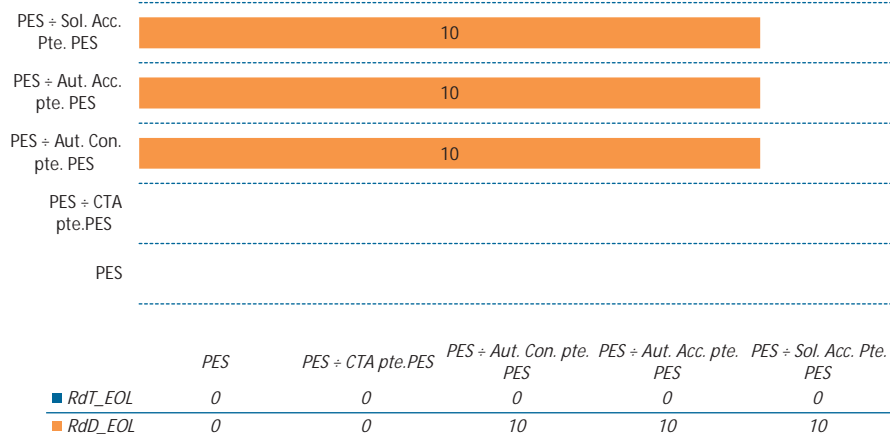 PES ÷ Sol. Acc.
Pte. PES
10
PES ÷ Aut. Acc.
pte. PES
10
PES ÷ Aut. Con.
pte. PES
10
PES ÷ CTA
pte.PES
PES
PES PES ÷ CTA pte.PES PES ÷ Aut. Con. pte. PES ÷ Aut. Acc. pte. PES ÷ Sol. Acc. Pte.
PES PES PES
RdT_EOL 0 0 0 0 0
RdD_EOL 0 0 10 10 10